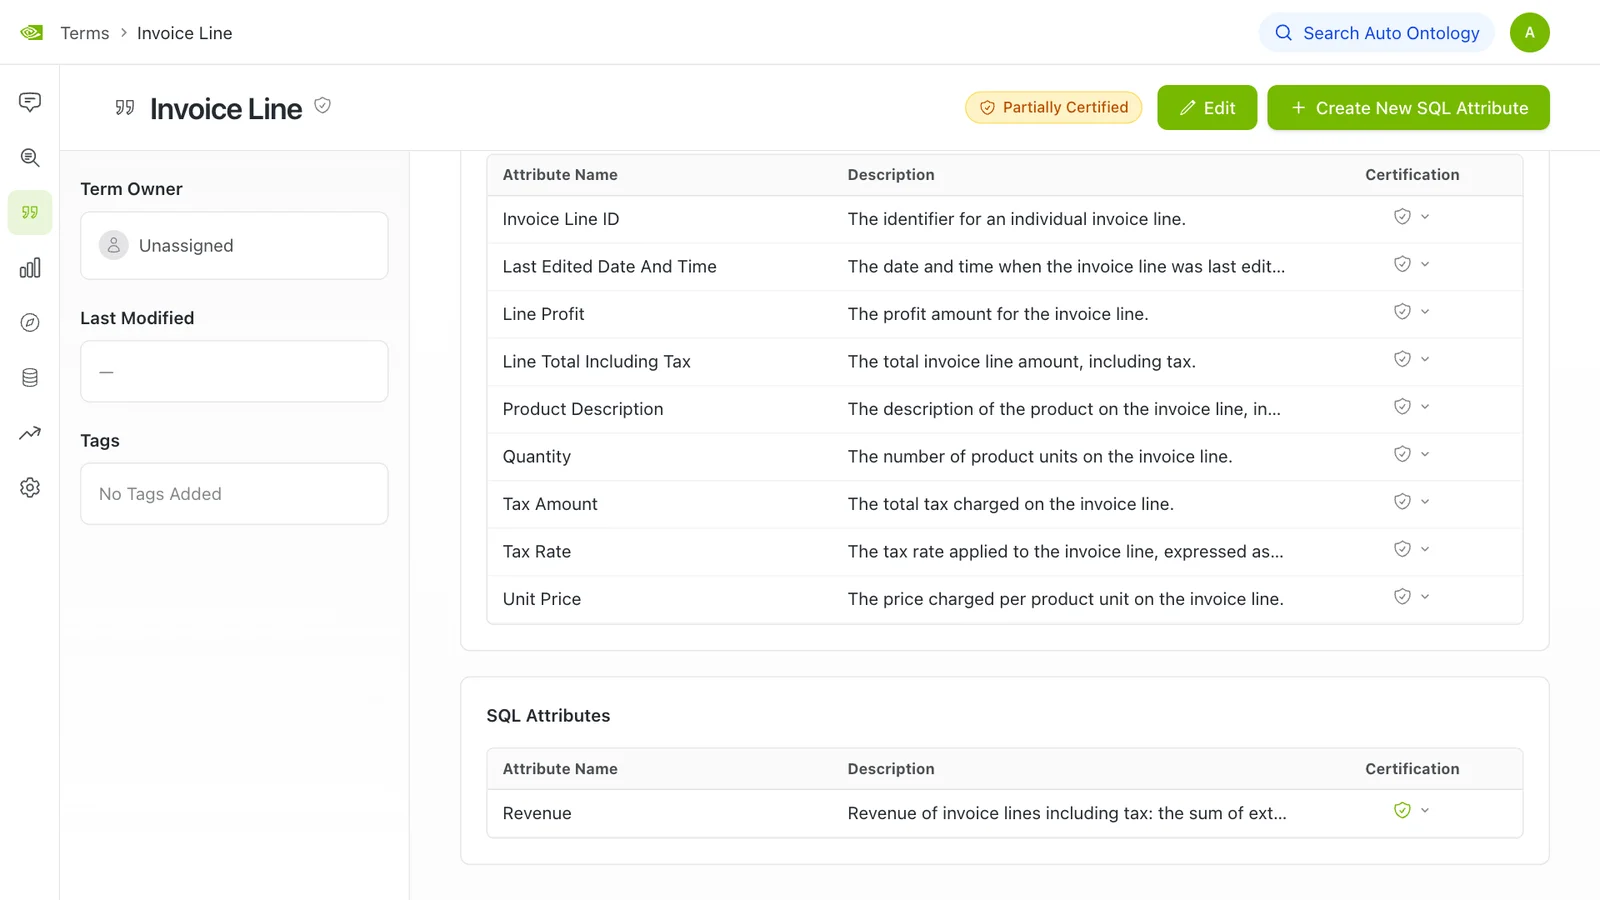 Terms > Invoice Line
Search Auto Ontology
A
Invoice Line
Partially Certified
Edit
+ Create New SQL Attribute
Term Owner
Unassigned
Last Modified
—
Tags
No Tags Added
Attribute Name Description Certification
Invoice Line ID The identifier for an individual invoice line.
Last Edited Date And Time The date and time when the invoice line was last edit...
Line Profit The profit amount for the invoice line.
Line Total Including Tax The total invoice line amount, including tax.
Product Description The description of the product on the invoice line, in...
Quantity The number of product units on the invoice line.
Tax Amount The total tax charged on the invoice line.
Tax Rate The tax rate applied to the invoice line, expressed as...
Unit Price The price charged per product unit on the invoice line.
SQL Attributes
Attribute Name Description Certification
Revenue Revenue of invoice lines including tax: the sum of ext...